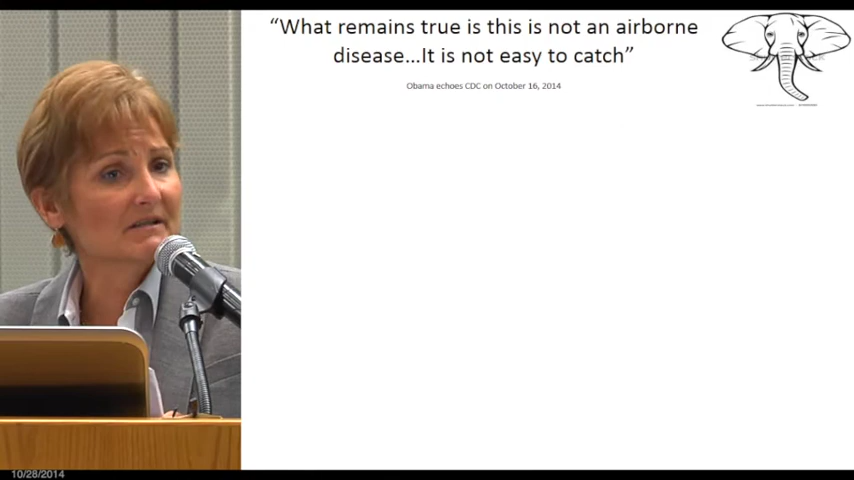 “What remains true is this is not an airborne
disease...It is not easy to catch”
Obama echoes CDC on October 16, 2014
10/28/2014